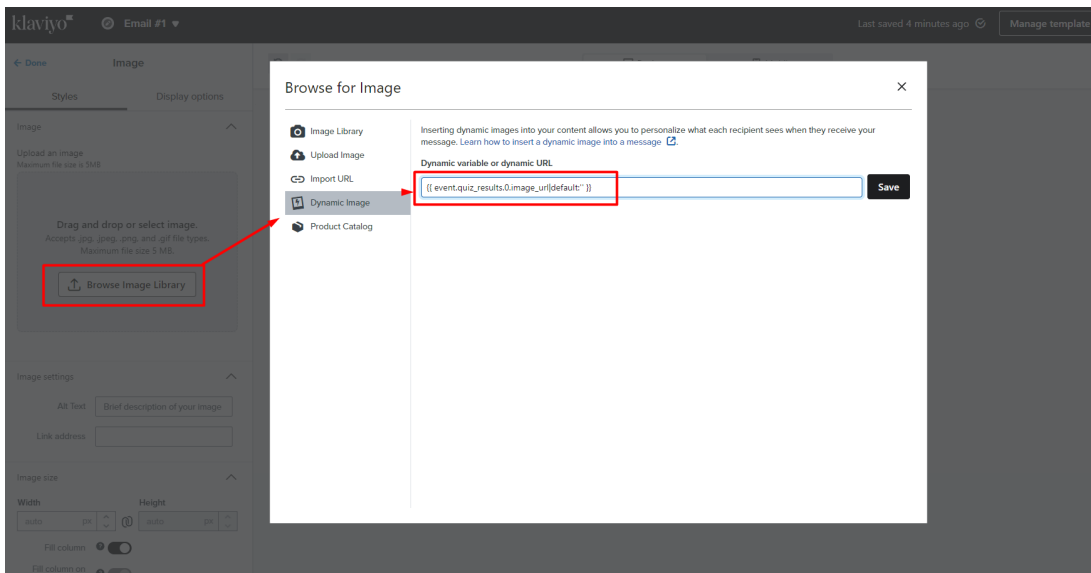 klaviyo
Email #1
Last saved 4 minutes ago
Manage template
Done
Image
Styles
Display options
Image
Upload an image
Maximum file size is 5MB
Drag and drop or select image.
Accepts .jpg, .jpeg, .png, and .gif file types.
Maximum file size 5 MB.
Browse Image Library
Image settings
Alt Text
Brief description of your image
Link address
Image size
Width
Height
auto px
auto px
Fill column
Fill column on
Browse for Image
Image Library
Upload Image
Import URL
Dynamic Image
Product Catalog
Inserting dynamic images into your content allows you to personalize what each recipient sees when they receive your
message. Learn how to insert a dynamic image into a message.
Dynamic variable or dynamic URL
{{ event.quiz_results.0.image_url|default:'' }}
Save